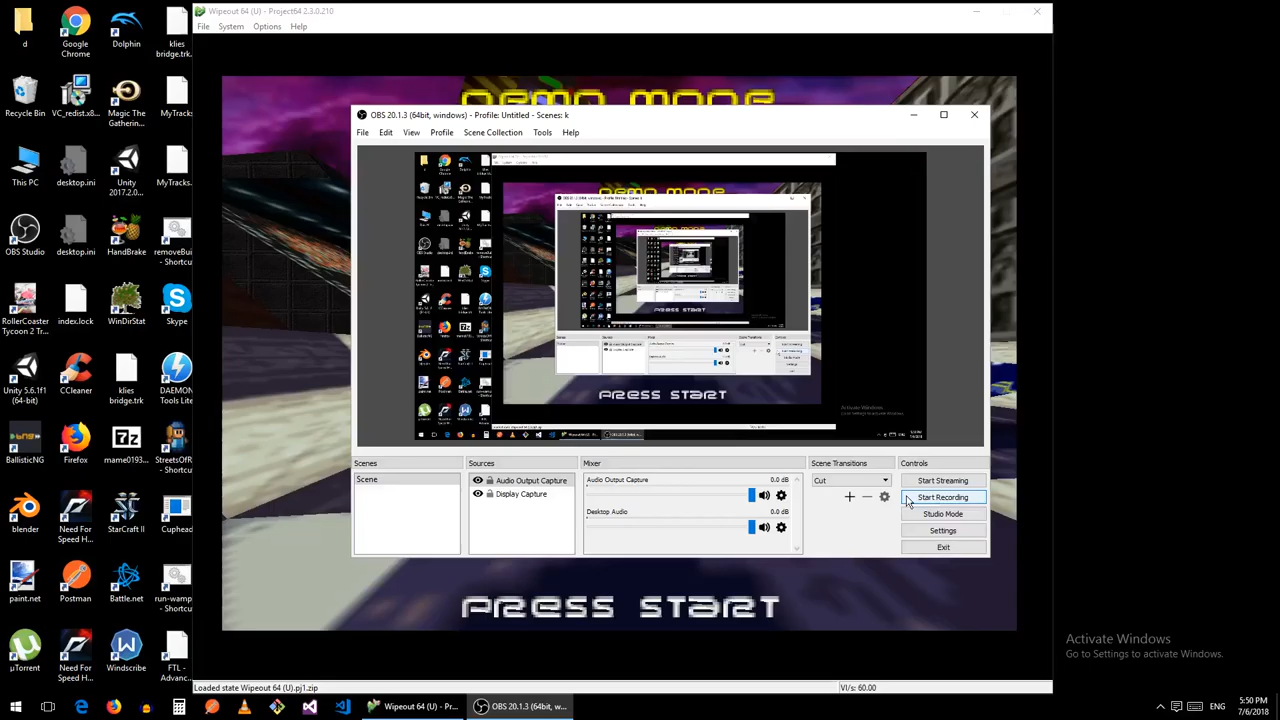 Wipeout 64 (U) - Project64 2.3.0.210
File System Options Help
d
Google Chrome
Dolphin
klies bridge.trk...
Recycle Bin
VC_redist.x8...
Magic The Gathering...
MyTracks...
This PC
desktop.ini
Unity 2017.2.0...
MyTracks...
OBS Studio
desktop.ini
HandBrake
removeBui... - Shortcut
RollerCoaster Tycoon 2 Tr...
index.lock
WinDirStat
Skype
Unity 5.6.1f1 (64-bit)
CCleaner
klies bridge.trk
DAEMON Tools Lite
BallisticNG
Firefox
mame0193...
StreetsOfR...
blender
Need For Speed H...
StarCraft II
Cuphead
paint.net
Postman
Battle.net
run-wamp... - Shortcut
µTorrent
Need For Speed H...
Windscribe
FTL - Advanced...
DEMO MODE
OBS 20.1.3 (64bit, windows) - Profile: Untitled - Scenes: k
File Edit View Profile Scene Collection Tools Help
PRESS START
Activate Windows
Scenes
Scene
Sources
Audio Output Capture
Display Capture
Mixer
Audio Output Capture 0.0 dB
Desktop Audio 0.0 dB
Scene Transitions
Cut
Controls
Start Streaming
Start Recording
Studio Mode
Settings
Exit
PRESS START
Activate Windows
Go to Settings to activate Windows.
Loaded state Wipeout 64 (U).pj1.zip
VI/s: 60.00
Wipeout 64 (U) - Pr...
OBS 20.1.3 (64bit, w...
ENG
5:50 PM
7/6/2018